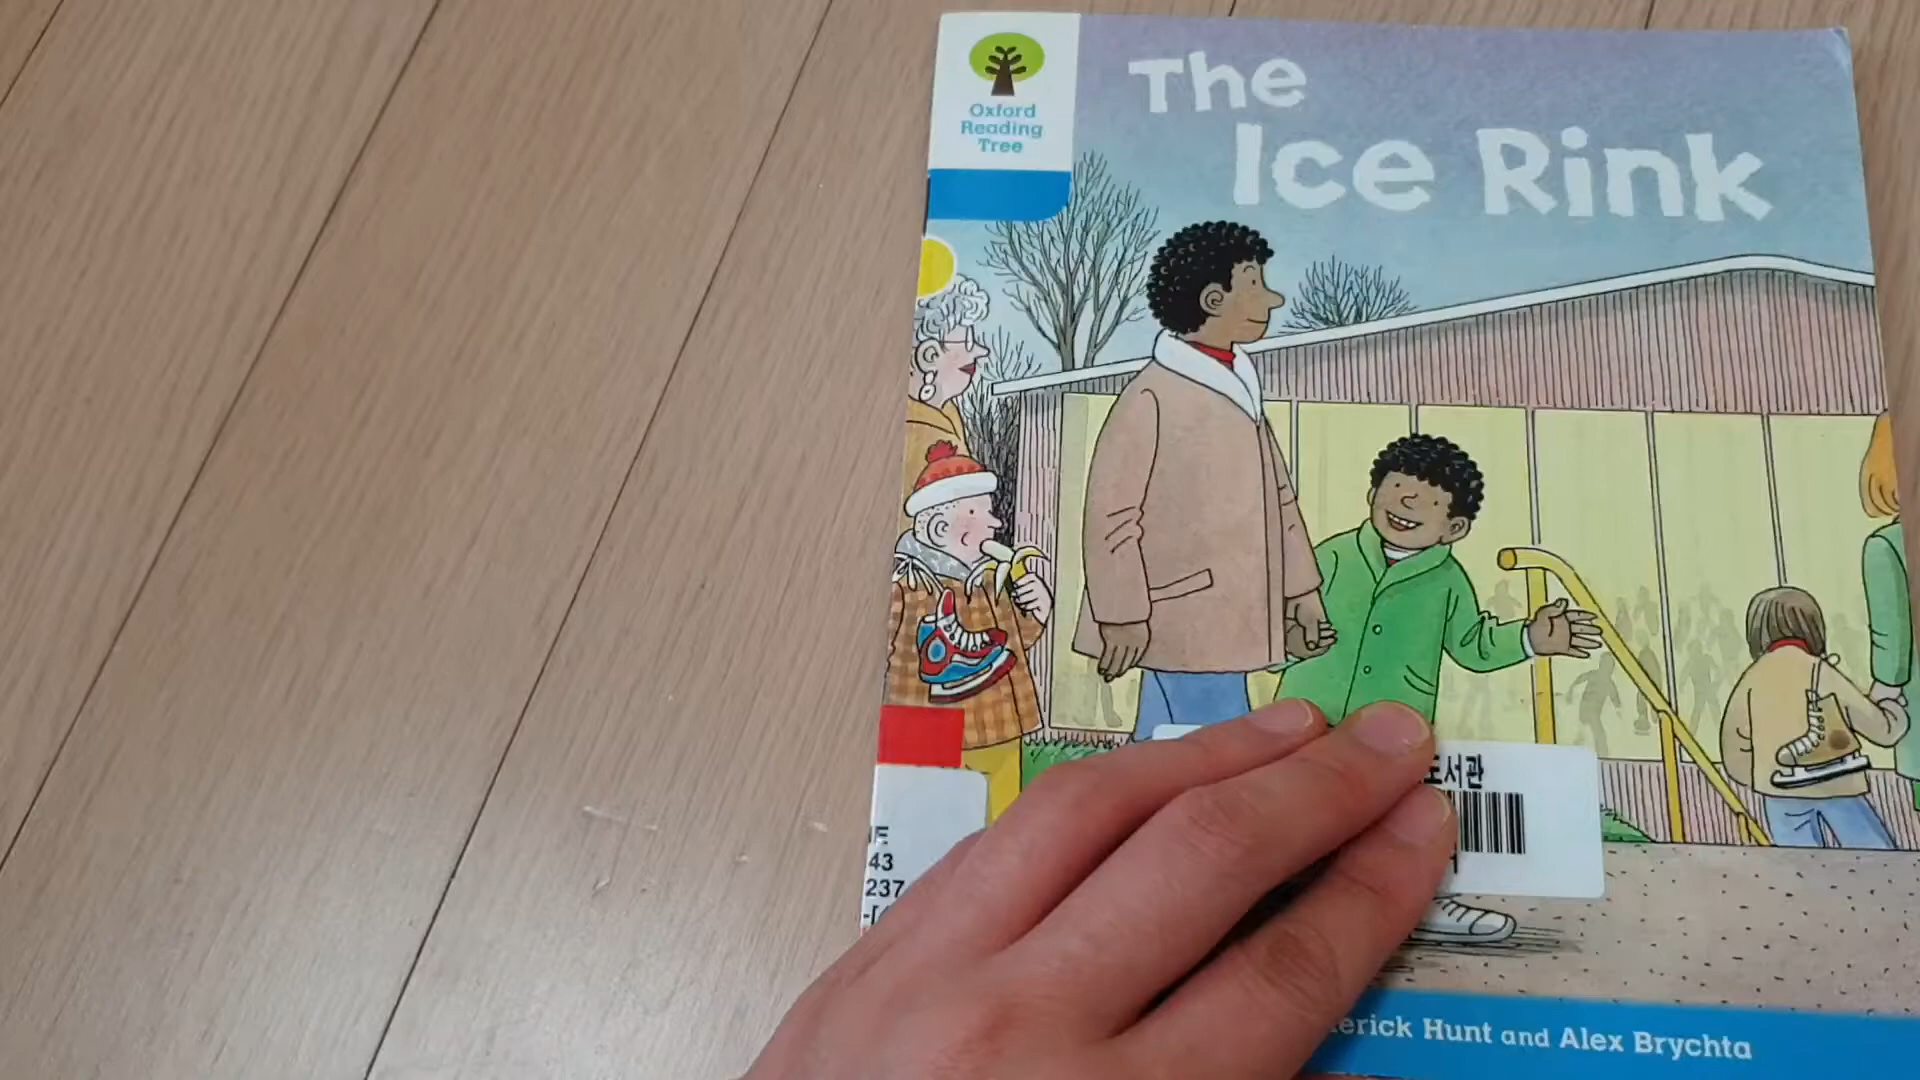 Oxford
Reading
Tree
The
Ice Rink
도서관
43
237
erick Hunt and Alex Brychta